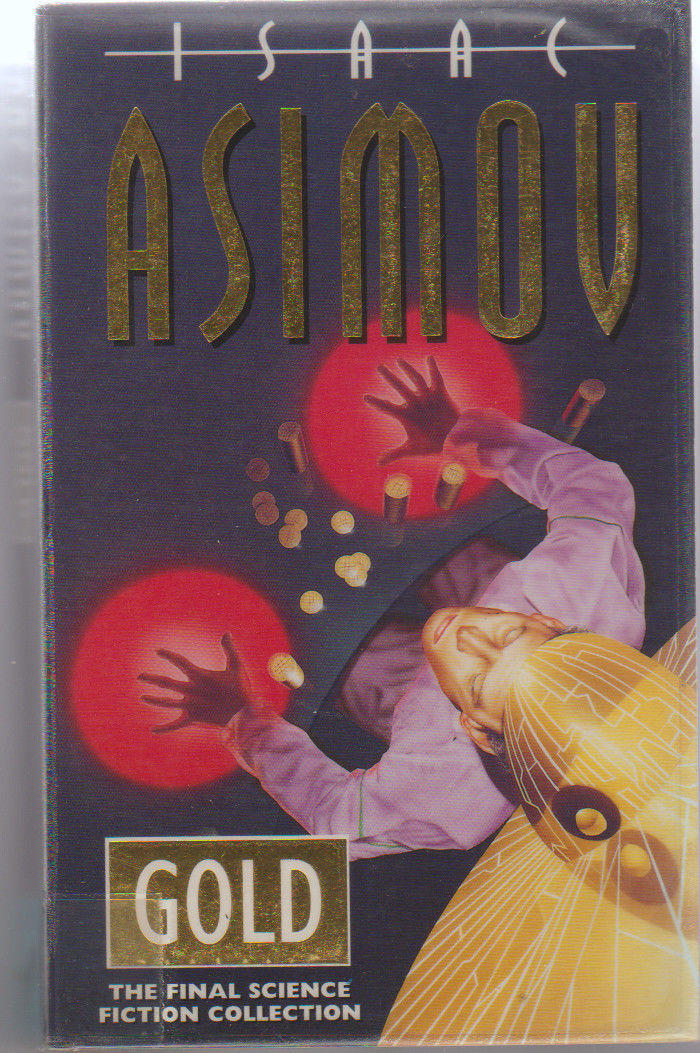 ISAAC
ASIMOV
GOLD
THE FINAL SCIENCE
FICTION COLLECTION